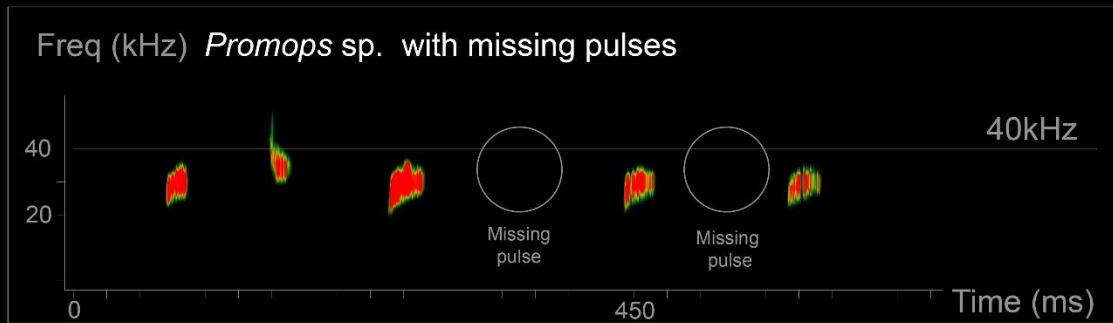 Freq (kHz) Promops sp. with missing pulses
40kHz
40
20
Missing
pulse
Missing
pulse
0
450
Time (ms)